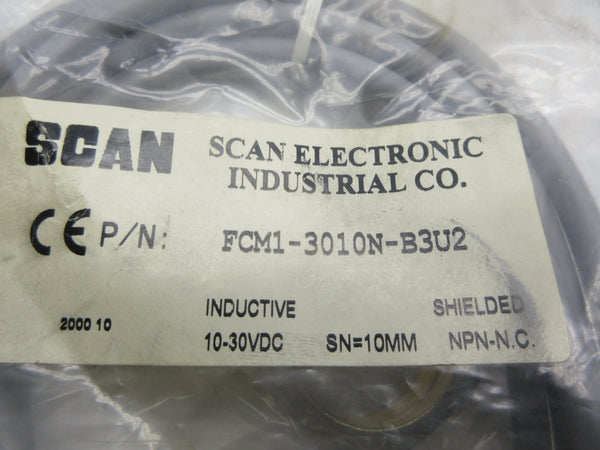 SCAN
SCAN ELECTRONIC
INDUSTRIAL CO.
CE P/N: FCM1-3010N-B3U2
2000 10
INDUCTIVE SHIELDED
10-30VDC SN=10MM NPN-N.C.